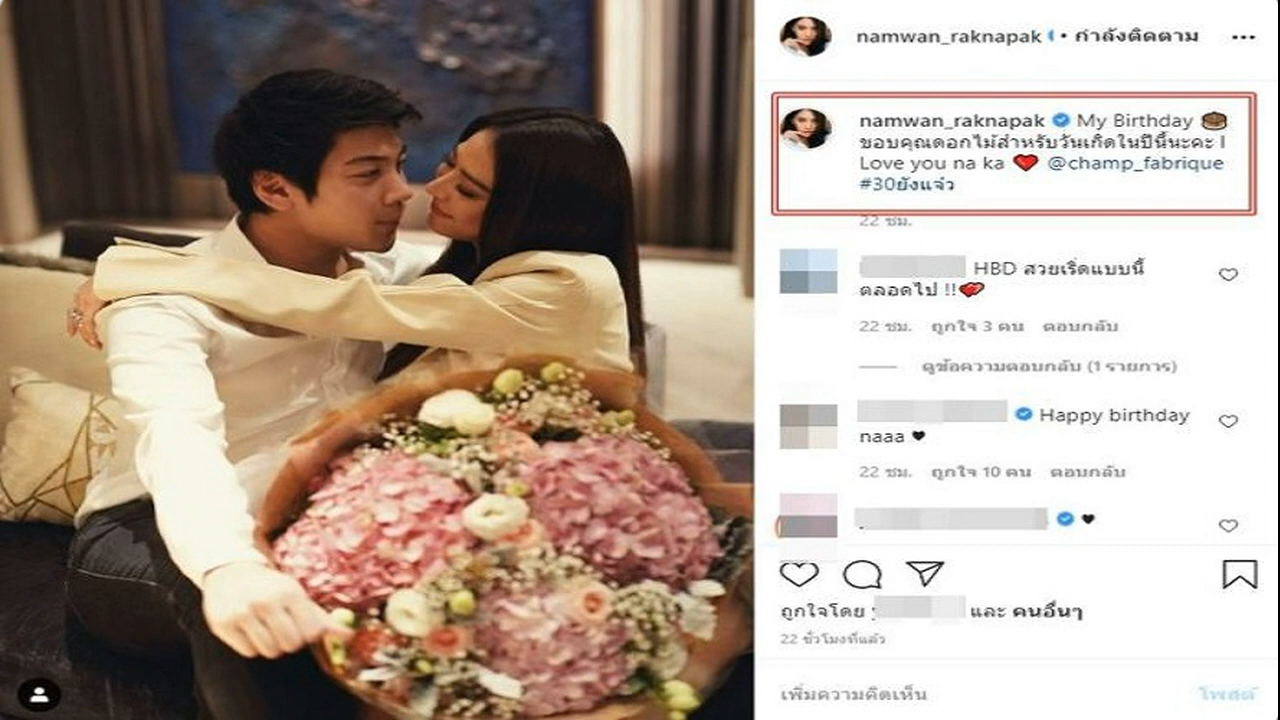 namwan_raknapak • กำลังติดตาม
namwan_raknapak My Birthday 🎂
ขอบคุณดอกไม้สำหรับวันเกิดในปีนี้นะคะ I
Love you na ka ❤️ @champ_fabrique
#30ยังแจ๋ว
22 ชม.
HBD สวยเริ่ดแบบนี้
ตลอดไป !!💕
22 ชม. ถูกใจ 3 คน ตอบกลับ
ดูข้อความตอบกลับ (1 รายการ)
Happy birthday
naaa ♥
22 ชม. ถูกใจ 10 คน ตอบกลับ
♥
ถูกใจโดย และ คนอื่นๆ
22 ชั่วโมงที่แล้ว
เพิ่มความคิดเห็น โพสต์